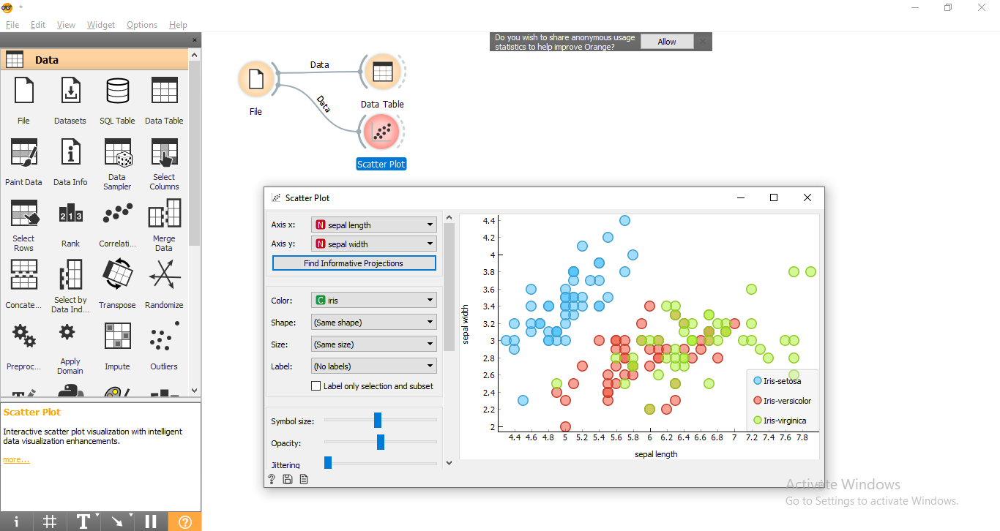 *
File Edit View Widget Options Help
Do you wish to share anonymous usage
statistics to help improve Orange?
Allow
Data
File Datasets SQL Table Data Table
Paint Data Data Info Data Sampler Select Columns
Select Rows Rank Correlati... Merge Data
Concate... Select by Data Ind... Transpose Randomize
Preproc... Apply Domain Impute Outliers
Scatter Plot
Interactive scatter plot visualization with intelligent
data visualization enhancements.
more...
Data
Data
File
Data Table
Scatter Plot
Scatter Plot
Axis x: N sepal length
Axis y: N sepal width
Find Informative Projections
Color: C iris
Shape: (Same shape)
Size: (Same size)
Label: (No labels)
Label only selection and subset
Symbol size:
Opacity:
Jittering
sepal width
4.4
4.2
4
3.8
3.6
3.4
3.2
3
2.8
2.6
2.4
2.2
2
4.4 4.6 4.8 5 5.2 5.4 5.6 5.8 6 6.2 6.4 6.6 6.8 7 7.2 7.4 7.6 7.8
sepal length
Iris-setosa
Iris-versicolor
Iris-virginica
Activate Windows
Go to Settings to activate Windows.